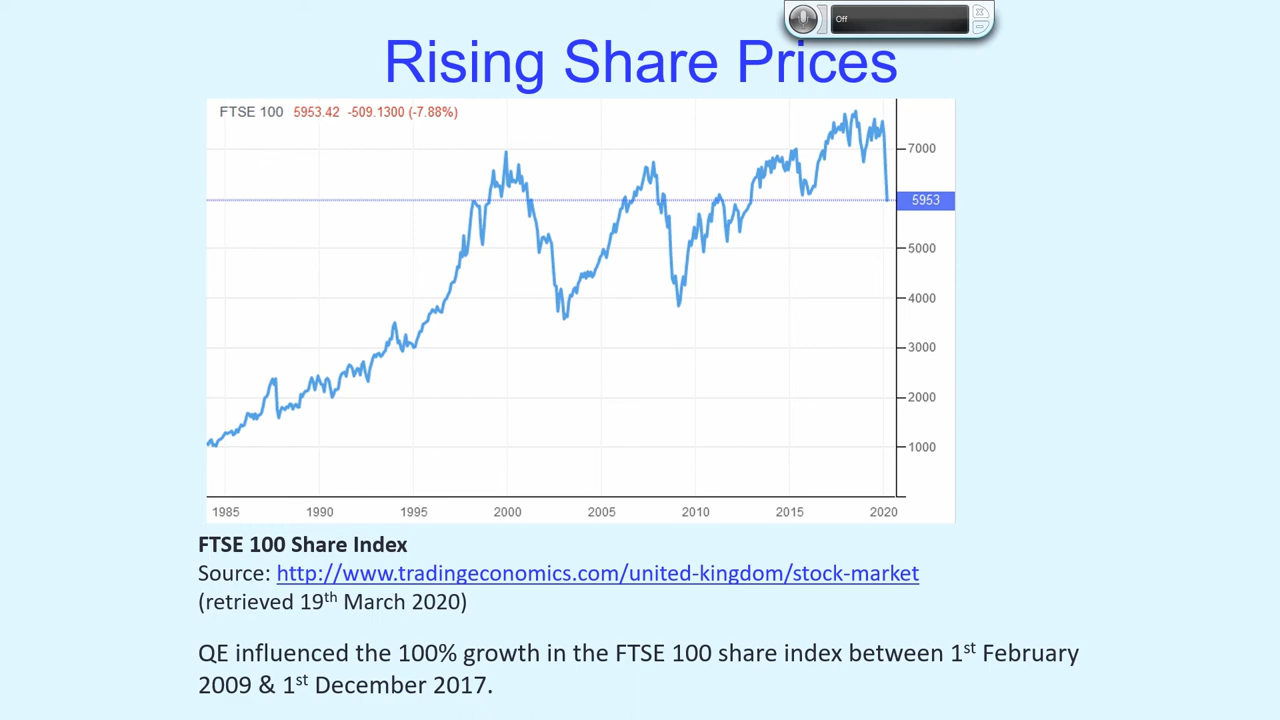 Off
Rising Share Prices
FTSE 100 5953.42 -509.1300 (-7.88%)
7000
5953
5000
4000
3000
2000
1000
1985 1990 1995 2000 2005 2010 2015 2020
FTSE 100 Share Index
Source: http://www.tradingeconomics.com/united-kingdom/stock-market
(retrieved 19th March 2020)
QE influenced the 100% growth in the FTSE 100 share index between 1st February
2009 & 1st December 2017.